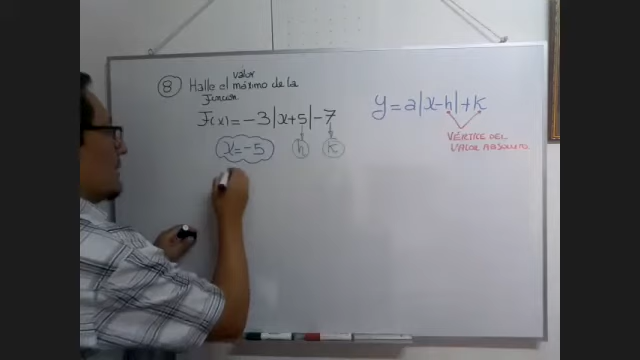 8 Halle el valor máximo de la
Función.
F(x) = -3|x+5|-7
x=-5 h k
y = a|x-h|+k
VÉRTICE DEL
VALOR ABSOLUTO